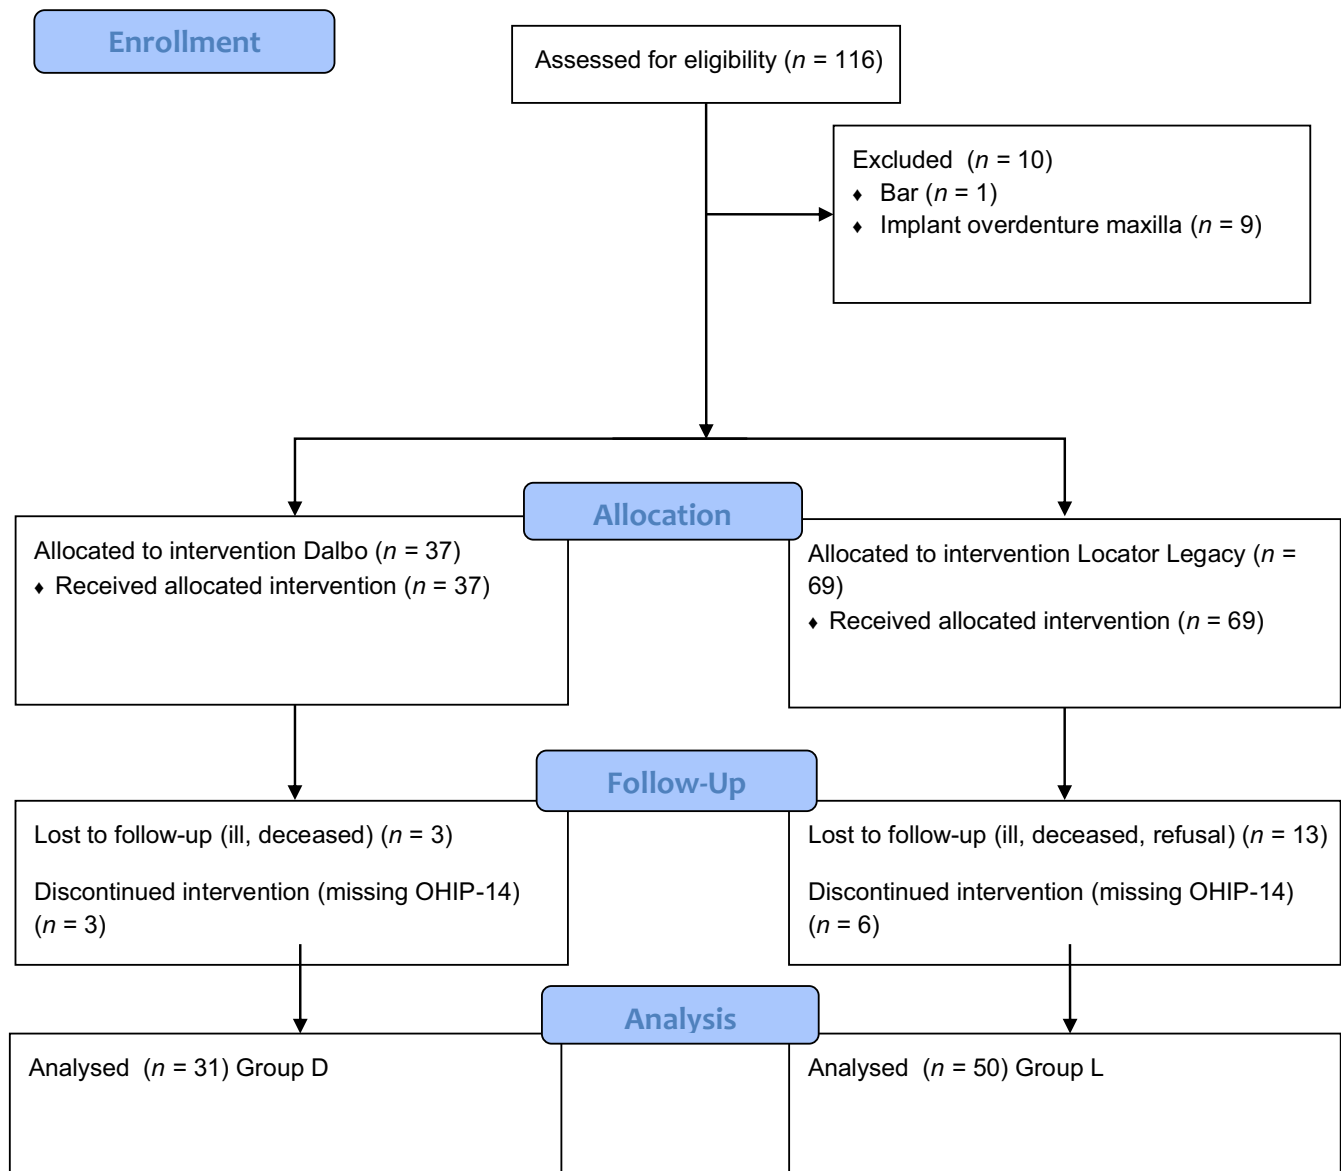 Enrollment
Assessed for eligibility (n = 116)
Excluded (n = 10)
♦ Bar (n = 1)
♦ Implant overdenture maxilla (n = 9)
Allocation
Allocated to intervention Dalbo (n = 37)
♦ Received allocated intervention (n = 37)
Allocated to intervention Locator Legacy (n =
69)
♦ Received allocated intervention (n = 69)
Follow-Up
Lost to follow-up (ill, deceased) (n = 3)
Discontinued intervention (missing OHIP-14)
(n = 3)
Lost to follow-up (ill, deceased, refusal) (n = 13)
Discontinued intervention (missing OHIP-14)
(n = 6)
Analysis
Analysed (n = 31) Group D
Analysed (n = 50) Group L